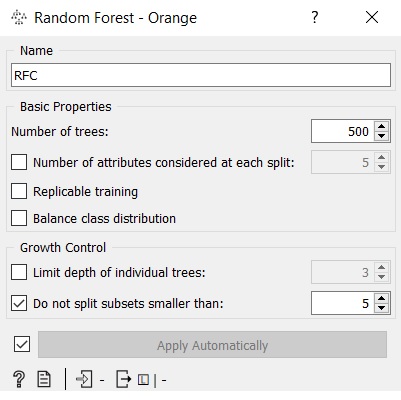 Random Forest - Orange ? ×
Name
RFC
Basic Properties
Number of trees: 500
Number of attributes considered at each split: 5
Replicable training
Balance class distribution
Growth Control
Limit depth of individual trees: 3
Do not split subsets smaller than: 5
Apply Automatically
? - L | -